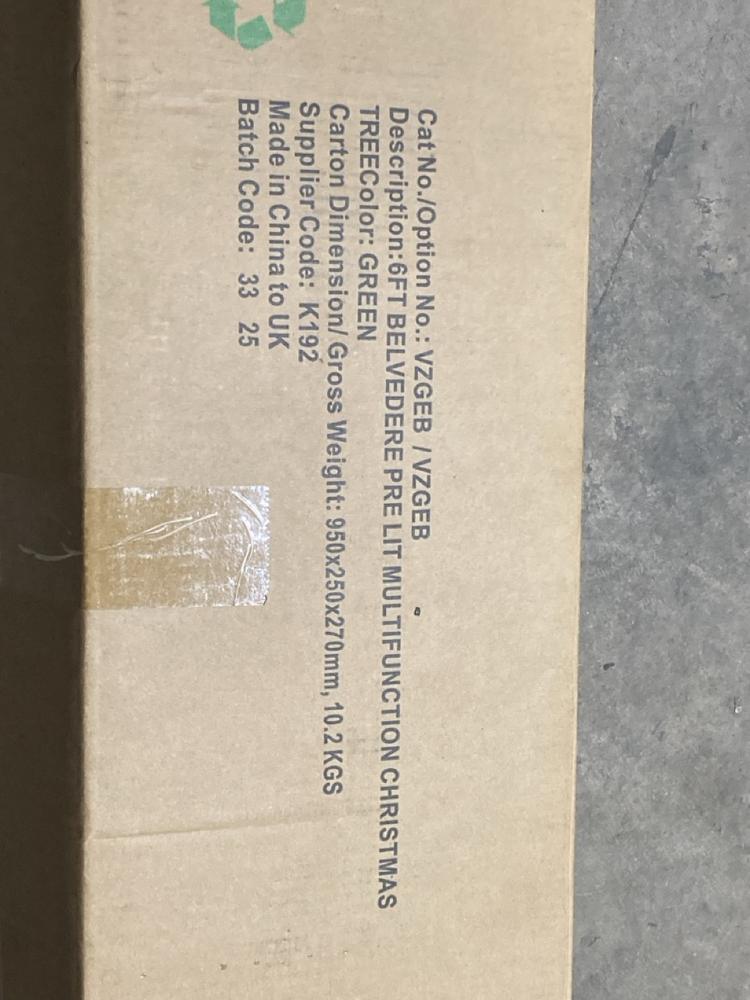 Cat No./Option No.: VZGEB / VZGEB
Description:6FT BELVEDERE PRE LIT MULTIFUNCTION CHRISTMAS
TREEColor: GREEN
Carton Dimension/ Gross Weight: 950x250x270mm, 10.2 KGS
Supplier Code: K192
Made in China to UK
Batch Code: 33 25